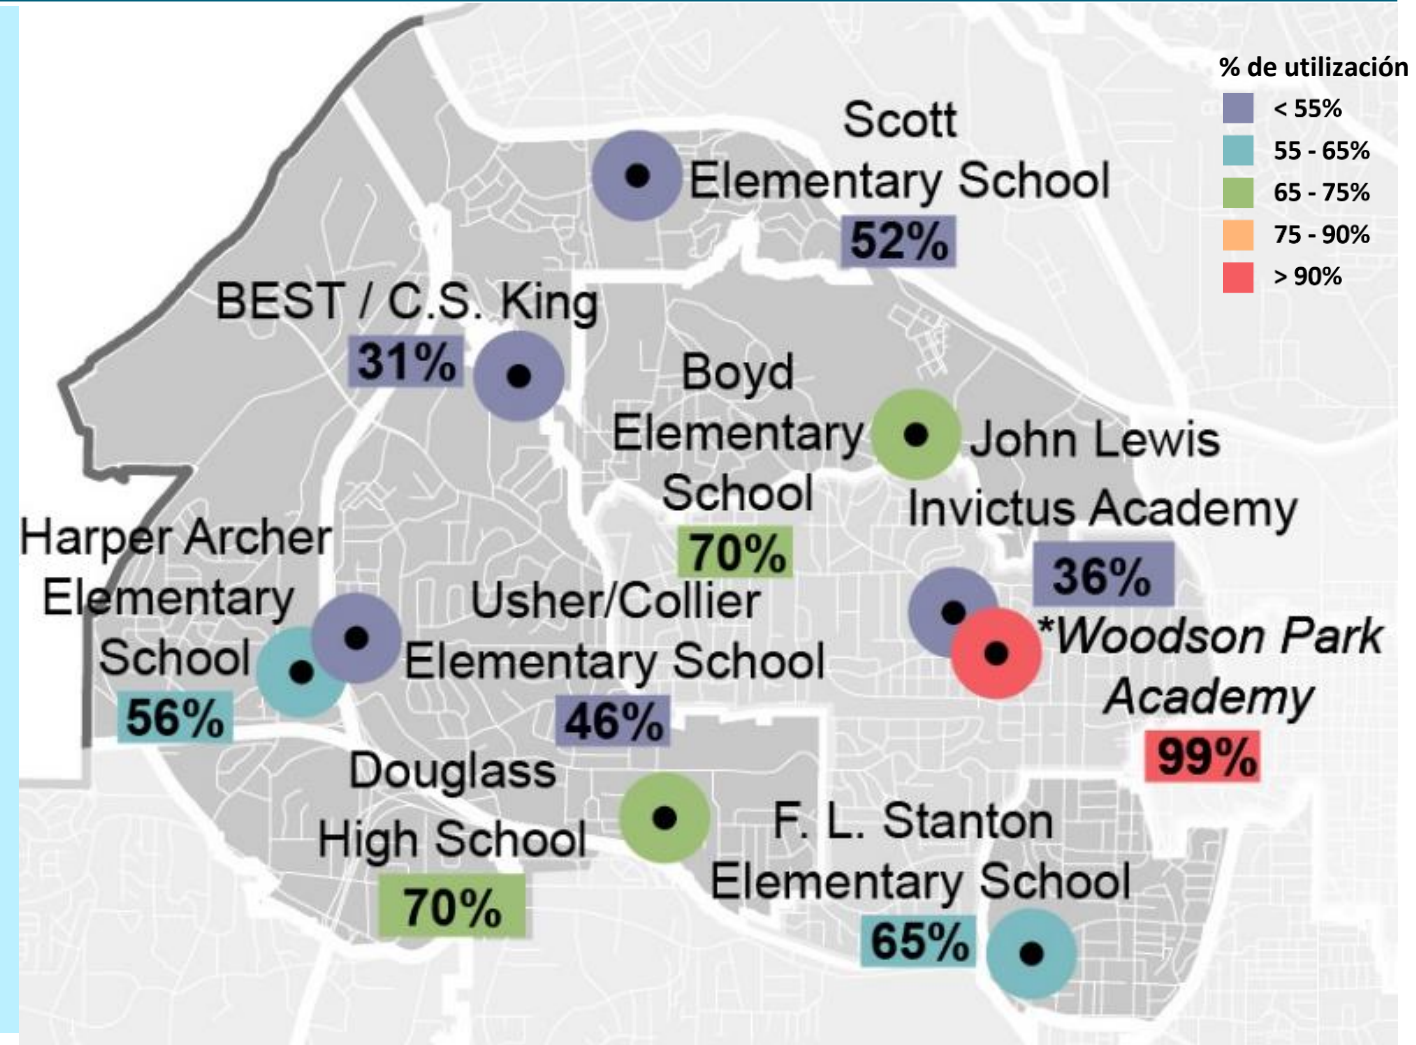 % de utilización
< 55%
55 - 65%
65 - 75%
75 - 90%
> 90%
Scott
Elementary School
52%
BEST / C.S. King
31%
Boyd
Elementary
School
70%
John Lewis
Invictus Academy
36%
Harper Archer
Elementary
School
56%
Usher/Collier
Elementary School
46%
*Woodson Park
Academy
99%
Douglass
High School
70%
F. L. Stanton
Elementary School
65%